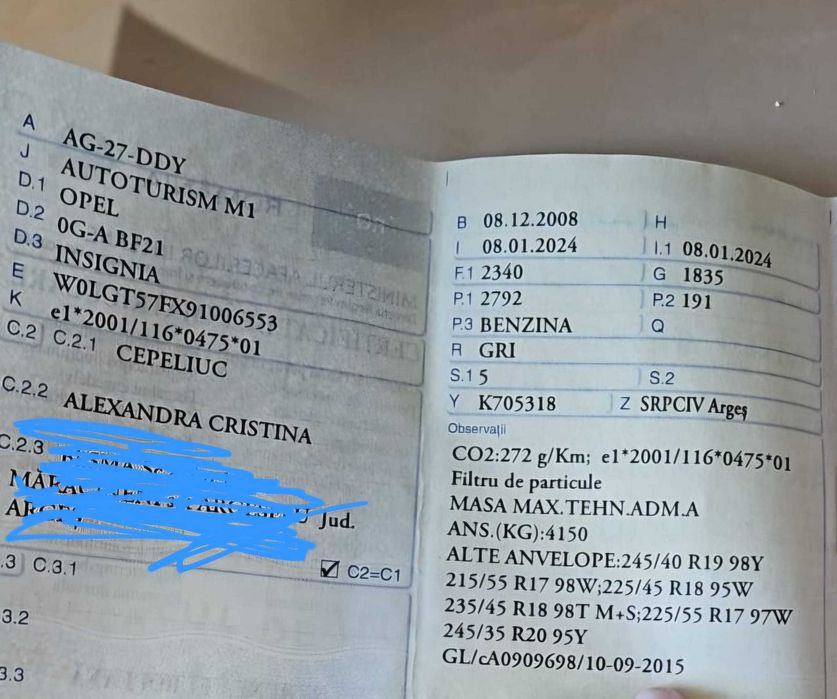 A AG-27-DDY
J AUTOTURISM M1
D.1 OPEL
D.2 0G-A BF21
D.3 INSIGNIA
E W0LGT57FX91006553
K e1*2001/116*0475*01
C.2 C.2.1 CEPELIUC
C.2.2 ALEXANDRA CRISTINA
C.2.3
Jud.
.3 C.3.1 C2=C1
3.2
3.3
B 08.12.2008 H
I 08.01.2024 I.1 08.01.2024
F.1 2340 G 1835
P.1 2792 P.2 191
P.3 BENZINA Q
R GRI
S.1 5 S.2
Y K705318 Z SRPCIV Argeș
Observații
CO2:272 g/Km; e1*2001/116*0475*01
Filtru de particule
MASA MAX.TEHN.ADM.A
ANS.(KG):4150
ALTE ANVELOPE:245/40 R19 98Y
215/55 R17 98W;225/45 R18 95W
235/45 R18 98T M+S;225/55 R17 97W
245/35 R20 95Y
GL/cA0909698/10-09-2015